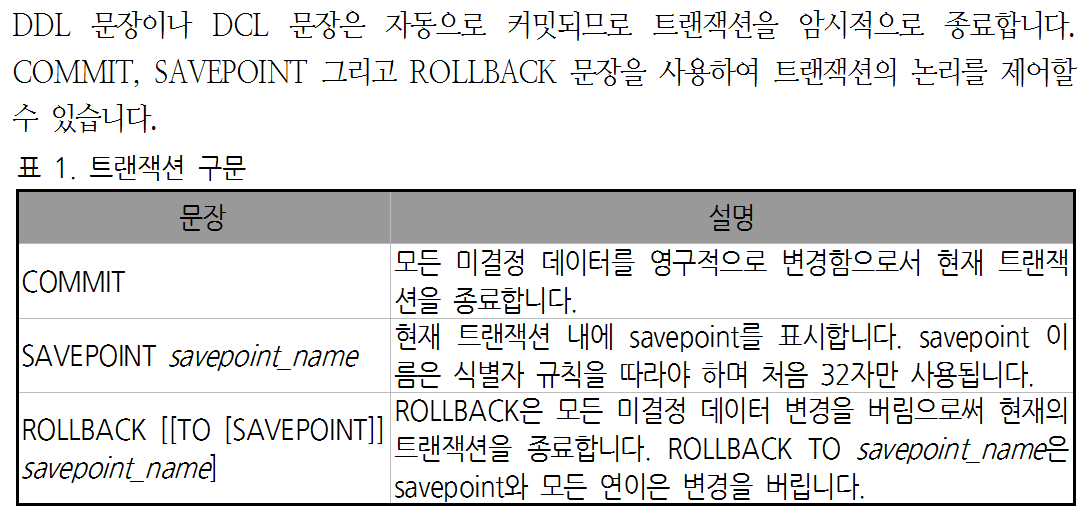 DDL 문장이나 DCL 문장은 자동으로 커밋되므로 트랜잭션을 암시적으로 종료합니다.
COMMIT, SAVEPOINT 그리고 ROLLBACK 문장을 사용하여 트랜잭션의 논리를 제어할
수 있습니다.
표 1. 트랜잭션 구문
문장 설명
COMMIT
모든 미결정 데이터를 영구적으로 변경함으로서 현재 트랜잭
션을 종료합니다.
SAVEPOINT savepoint_name
현재 트랜잭션 내에 savepoint를 표시합니다. savepoint 이
름은 식별자 규칙을 따라야 하며 처음 32자만 사용됩니다.
ROLLBACK [[TO [SAVEPOINT]]
savepoint_name]
ROLLBACK은 모든 미결정 데이터 변경을 버림으로써 현재의
트랜잭션을 종료합니다. ROLLBACK TO savepoint_name은
savepoint와 모든 연이은 변경을 버립니다.